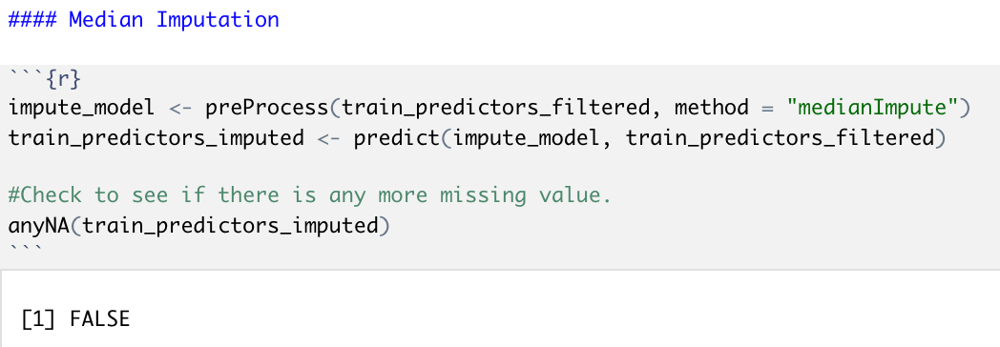 #### Median Imputation
```{r}
impute_model <- preProcess(train_predictors_filtered, method = "medianImpute")
train_predictors_imputed <- predict(impute_model, train_predictors_filtered)
#Check to see if there is any more missing value.
anyNA(train_predictors_imputed)
```
[1] FALSE